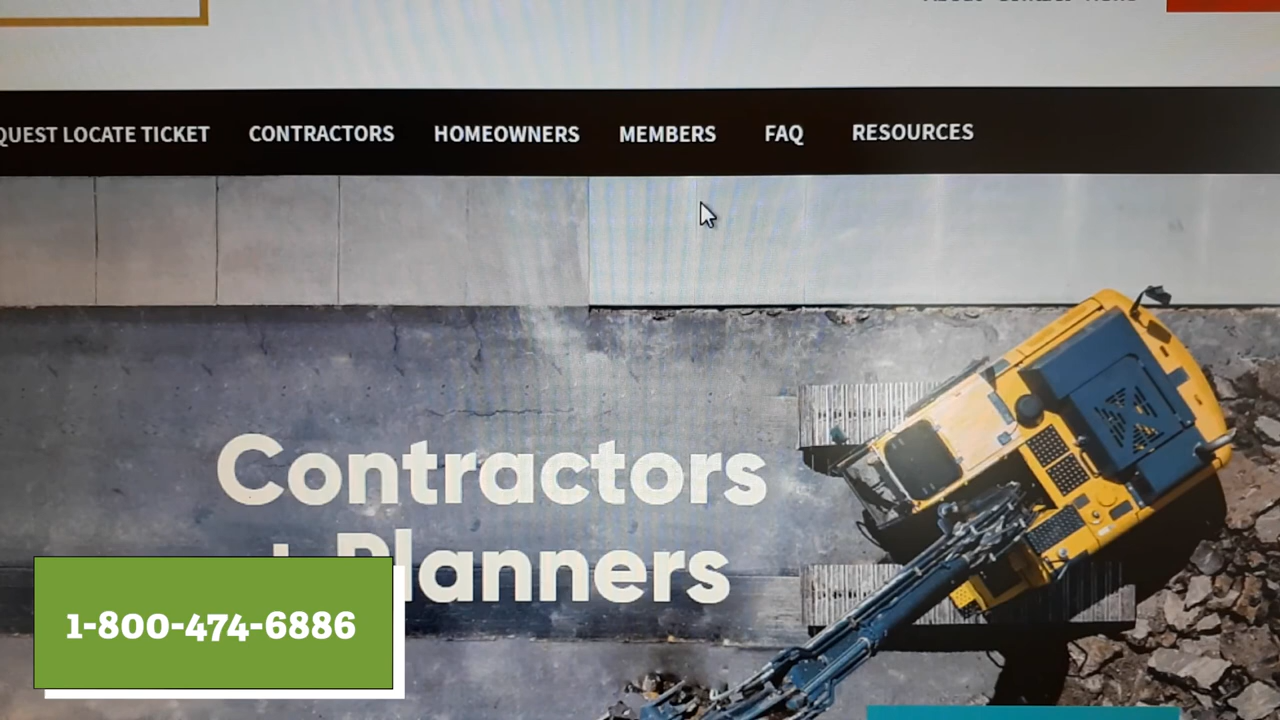 QUEST LOCATE TICKET CONTRACTORS HOMEOWNERS MEMBERS FAQ RESOURCES
Contractors
+ Planners
1-800-474-6886